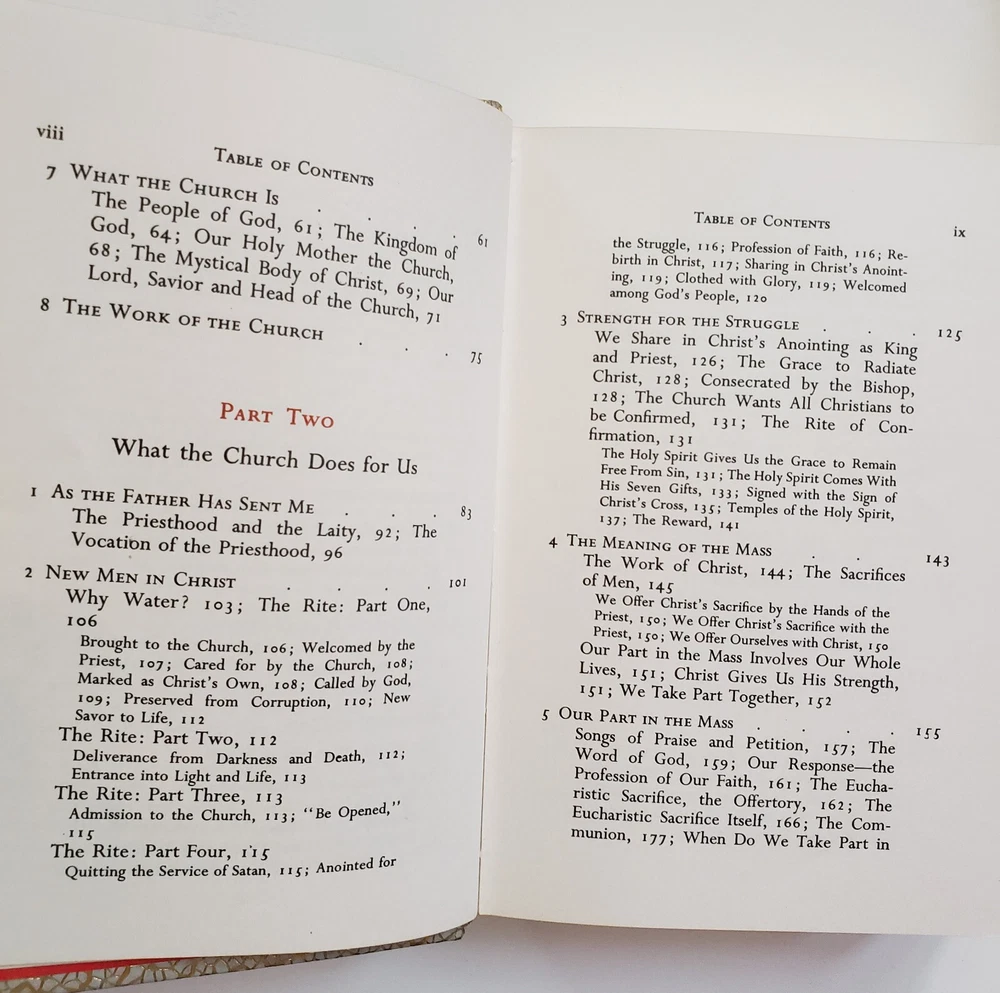 viii
Table of Contents
7 What the Church Is . . . . 61
The People of God, 61; The Kingdom of
God, 64; Our Holy Mother the Church,
68; The Mystical Body of Christ, 69; Our
Lord, Savior and Head of the Church, 71
8 The Work of the Church . . . 75
Part Two
What the Church Does for Us
1 As the Father Has Sent Me . . . 83
The Priesthood and the Laity, 92; The
Vocation of the Priesthood, 96
2 New Men in Christ . . . . 101
Why Water? 103; The Rite: Part One,
106
Brought to the Church, 106; Welcomed by the
Priest, 107; Cared for by the Church, 108;
Marked as Christ's Own, 108; Called by God,
109; Preserved from Corruption, 110; New
Savor to Life, 112
The Rite: Part Two, 112
Deliverance from Darkness and Death, 112;
Entrance into Light and Life, 113
The Rite: Part Three, 113
Admission to the Church, 113; "Be Opened,"
115
The Rite: Part Four, 115
Quitting the Service of Satan, 115; Anointed for
Table of Contents
ix
the Struggle, 116; Profession of Faith, 116; Re-
birth in Christ, 117; Sharing in Christ's Anoint-
ing, 119; Clothed with Glory, 119; Welcomed
among God's People, 120
3 Strength for the Struggle . . . 125
We Share in Christ's Anointing as King
and Priest, 126; The Grace to Radiate
Christ, 128; Consecrated by the Bishop,
128; The Church Wants All Christians to
be Confirmed, 131; The Rite of Con-
firmation, 131
The Holy Spirit Gives Us the Grace to Remain
Free From Sin, 131; The Holy Spirit Comes With
His Seven Gifts, 133; Signed with the Sign of
Christ's Cross, 135; Temples of the Holy Spirit,
137; The Reward, 141
4 The Meaning of the Mass . . 143
The Work of Christ, 144; The Sacrifices
of Men, 145
We Offer Christ's Sacrifice by the Hands of the
Priest, 150; We Offer Christ's Sacrifice with the
Priest, 150; We Offer Ourselves with Christ, 150
Our Part in the Mass Involves Our Whole
Lives, 151; Christ Gives Us His Strength,
151; We Take Part Together, 152
5 Our Part in the Mass . . . . 155
Songs of Praise and Petition, 157; The
Word of God, 159; Our Response—the
Profession of Our Faith, 161; The Eucha-
ristic Sacrifice, the Offertory, 162; The
Eucharistic Sacrifice Itself, 166; The Com-
munion, 177; When Do We Take Part in